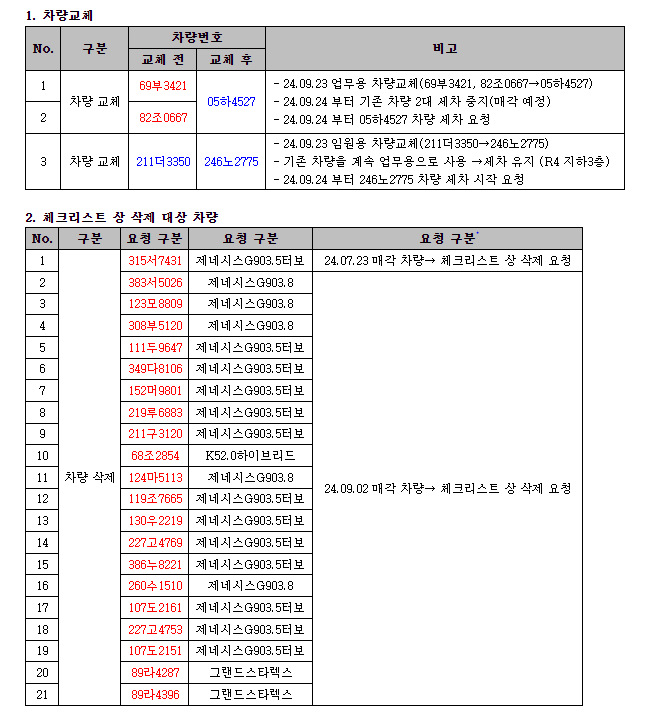 1. 차량교체
No. 구분 차량번호 비고
교체 전 교체 후
1 차량 교체 69부3421 05하4527 - 24.09.23 업무용 차량교체(69부3421, 82조0667→05하4527)
- 24.09.24 부터 기존 차량 2대 세차 중지(매각 예정)
2 82조0667 - 24.09.24 부터 05하4527 차량 세차 요청
- 24.09.23 임원용 차량교체(211더3350→246노2775)
3 차량 교체 211더3350 246노2775 - 기존 차량을 계속 업무용으로 사용 →세차 유지 (R4 지하3층)
- 24.09.24 부터 246노2775 차량 세차 시작 요청
2. 체크리스트 상 삭제 대상 차량
No. 구분 요청 구분 요청 구분 요청 구분
1 315서7431 제네시스G903.5터보 24.07.23 매각 차량→ 체크리스트 상 삭제 요청
2 383서5026 제네시스G903.8
3 123모8809 제네시스G903.8
4 308부5120 제네시스G903.8
5 111두9647 제네시스G903.5터보
6 349다8106 제네시스G903.5터보
7 152머9801 제네시스G903.5터보
8 219루6883 제네시스G903.5터보
9 211구3120 제네시스G903.5터보
10 68조2854 K52.0하이브리드
11 차량 삭제 124마5113 제네시스G903.8
12 119조7665 제네시스G903.5터보 24.09.02 매각 차량→ 체크리스트 상 삭제 요청
13 130우2219 제네시스G903.5터보
14 227고4769 제네시스G903.5터보
15 386누8221 제네시스G903.5터보
16 260수1510 제네시스G903.8
17 107도2161 제네시스G903.5터보
18 227고4753 제네시스G903.5터보
19 107도2151 제네시스G903.5터보
20 89라4287 그랜드스타렉스
21 89라4396 그랜드스타렉스